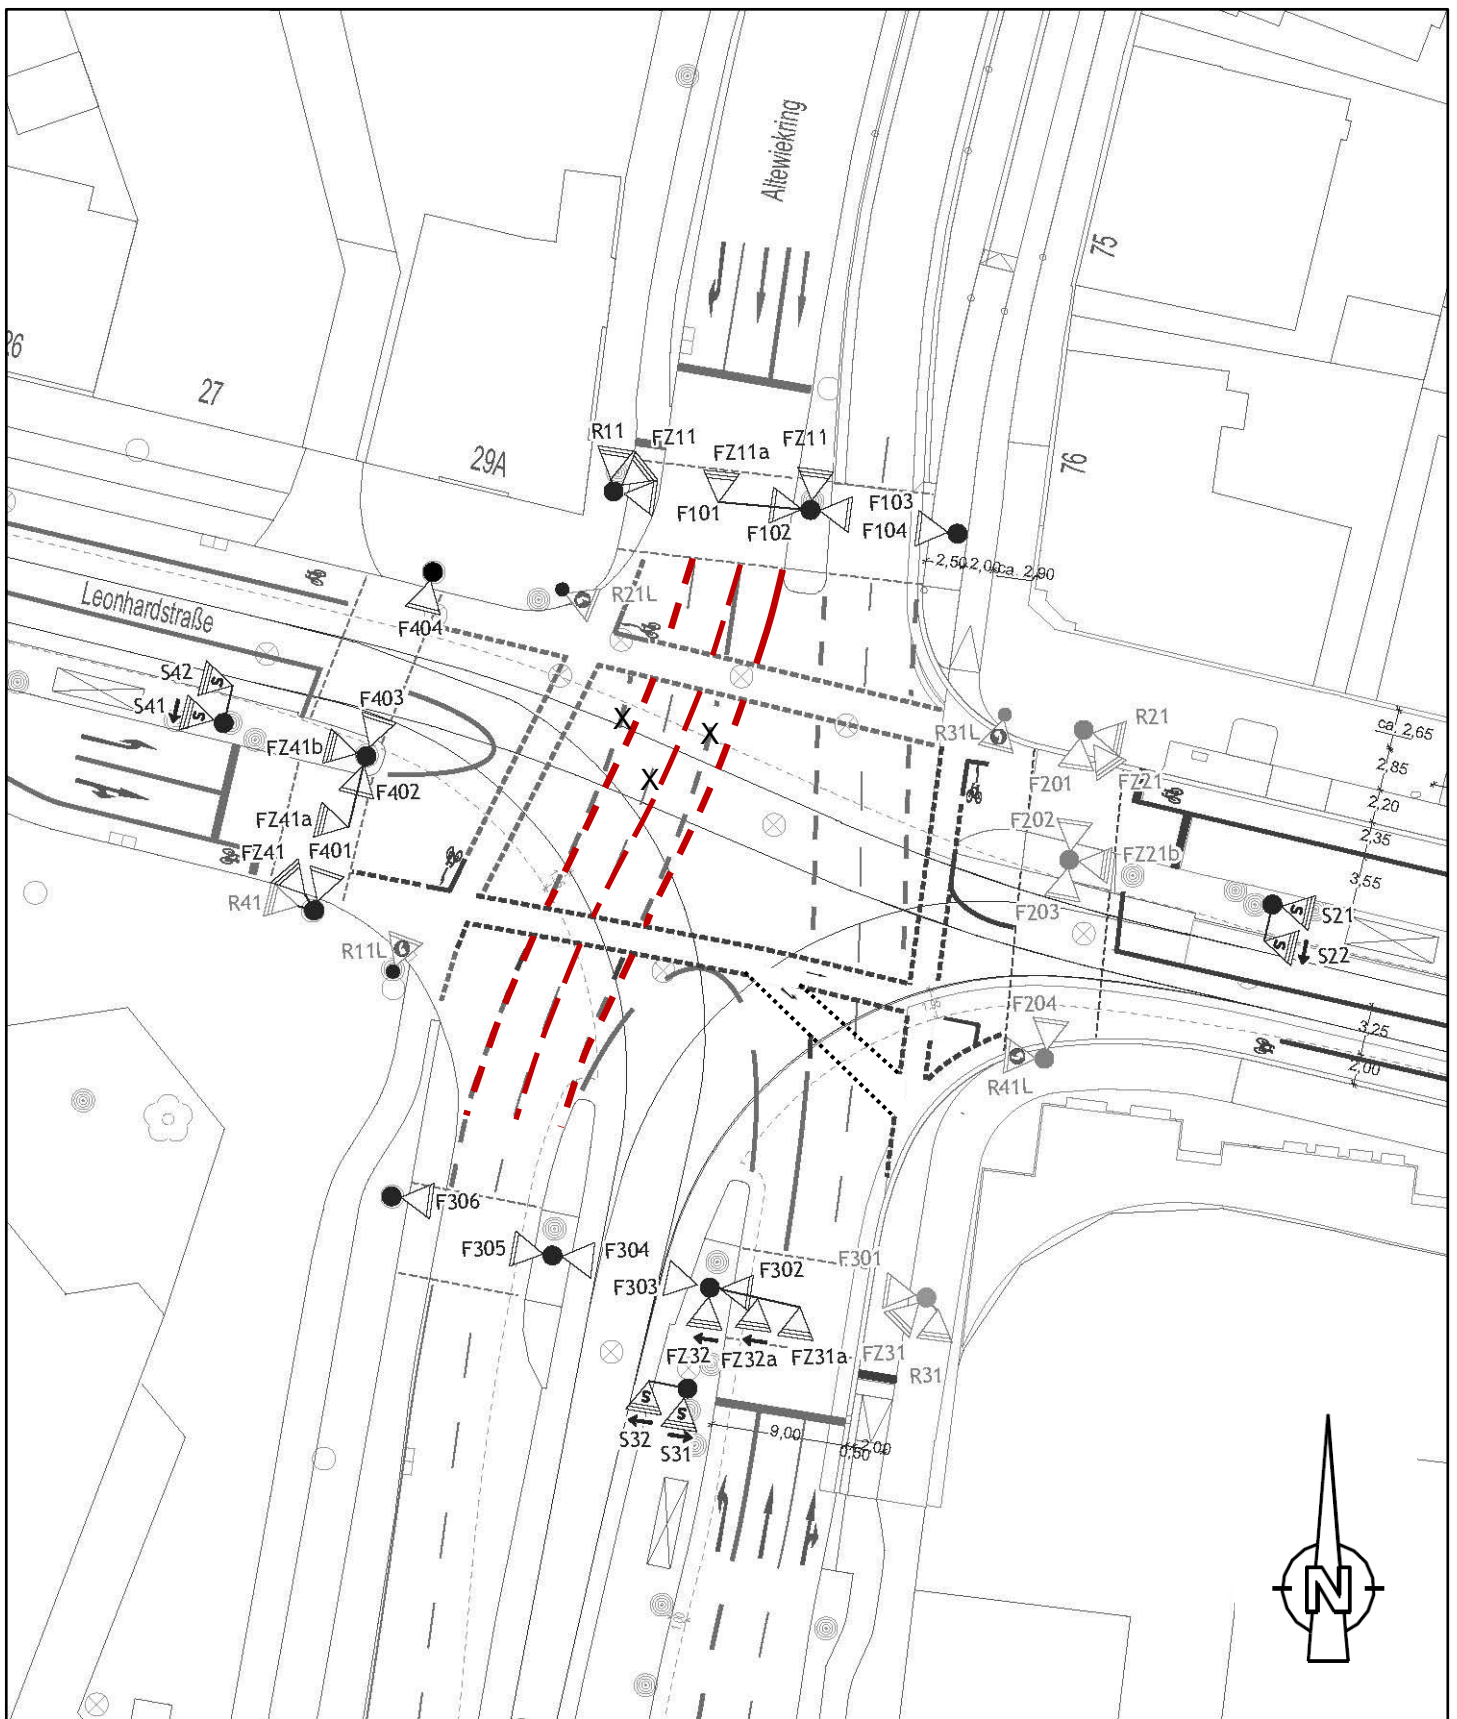 Altewiekring
75
26
27
29A
76
R11
FZ11
FZ11a
FZ11
F101
F102
F103
F104
2,50
2,00
ca. 2,90
Leonhardstraße
F404
R21L
S42
S41
F403
FZ41b
F402
FZ41a
FZ41
F401
R41
R11L
X
X
X
R31L
R21
F201
FZ21
F202
FZ21b
F203
ca. 2,65
2,85
2,20
2,35
3,55
S21
S22
F204
R41L
3,25
2,00
F306
F305
F304
F303
F302
F301
FZ32
FZ32a
FZ31a
FZ31
R31
S
S
S
S
S
S
S32
S31
9,00
0,50
2,00
N